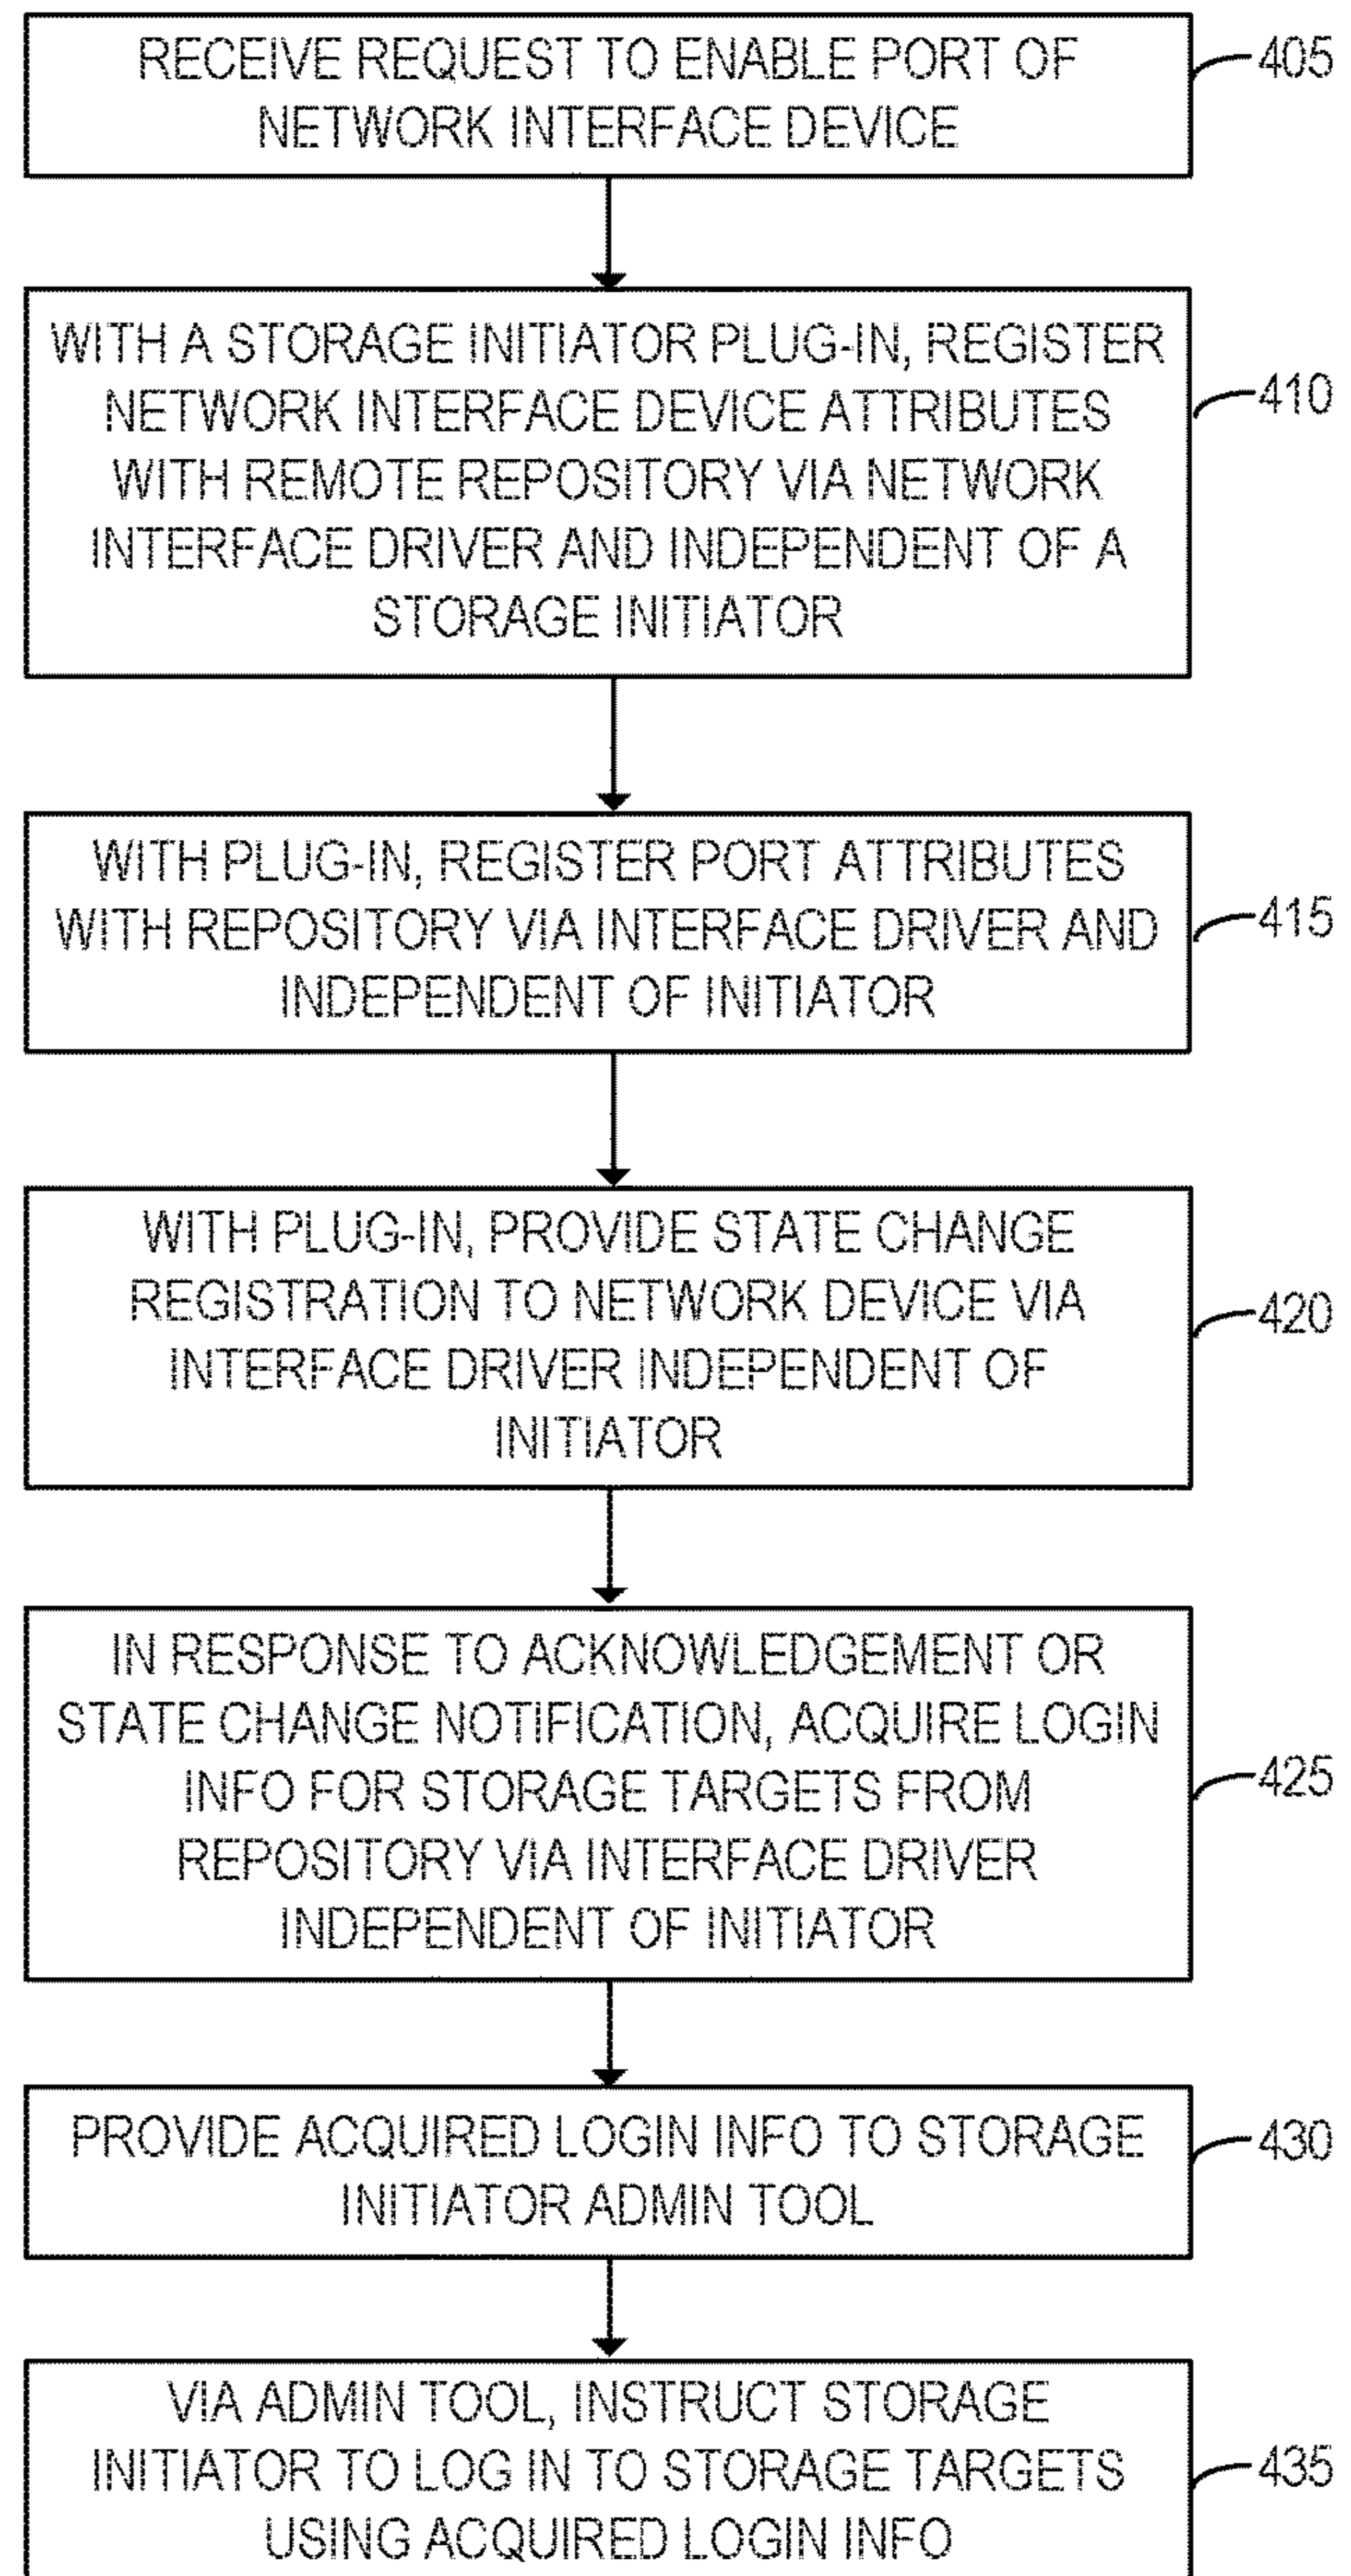 RECEIVE REQUEST TO ENABLE PORT OF
NETWORK INTERFACE DEVICE
405
WITH A STORAGE INITIATOR PLUG-IN, REGISTER
NETWORK INTERFACE DEVICE ATTRIBUTES
WITH REMOTE REPOSITORY VIA NETWORK
INTERFACE DRIVER AND INDEPENDENT OF A
STORAGE INITIATOR
410
WITH PLUG-IN, REGISTER PORT ATTRIBUTES
WITH REPOSITORY VIA INTERFACE DRIVER AND
INDEPENDENT OF INITIATOR
415
WITH PLUG-IN, PROVIDE STATE CHANGE
REGISTRATION TO NETWORK DEVICE VIA
INTERFACE DRIVER INDEPENDENT OF
INITIATOR
420
IN RESPONSE TO ACKNOWLEDGEMENT OR
STATE CHANGE NOTIFICATION, ACQUIRE LOGIN
INFO FOR STORAGE TARGETS FROM
REPOSITORY VIA INTERFACE DRIVER
INDEPENDENT OF INITIATOR
425
PROVIDE ACQUIRED LOGIN INFO TO STORAGE
INITIATOR ADMIN TOOL
430
VIA ADMIN TOOL, INSTRUCT STORAGE
INITIATOR TO LOG IN TO STORAGE TARGETS
USING ACQUIRED LOGIN INFO
435